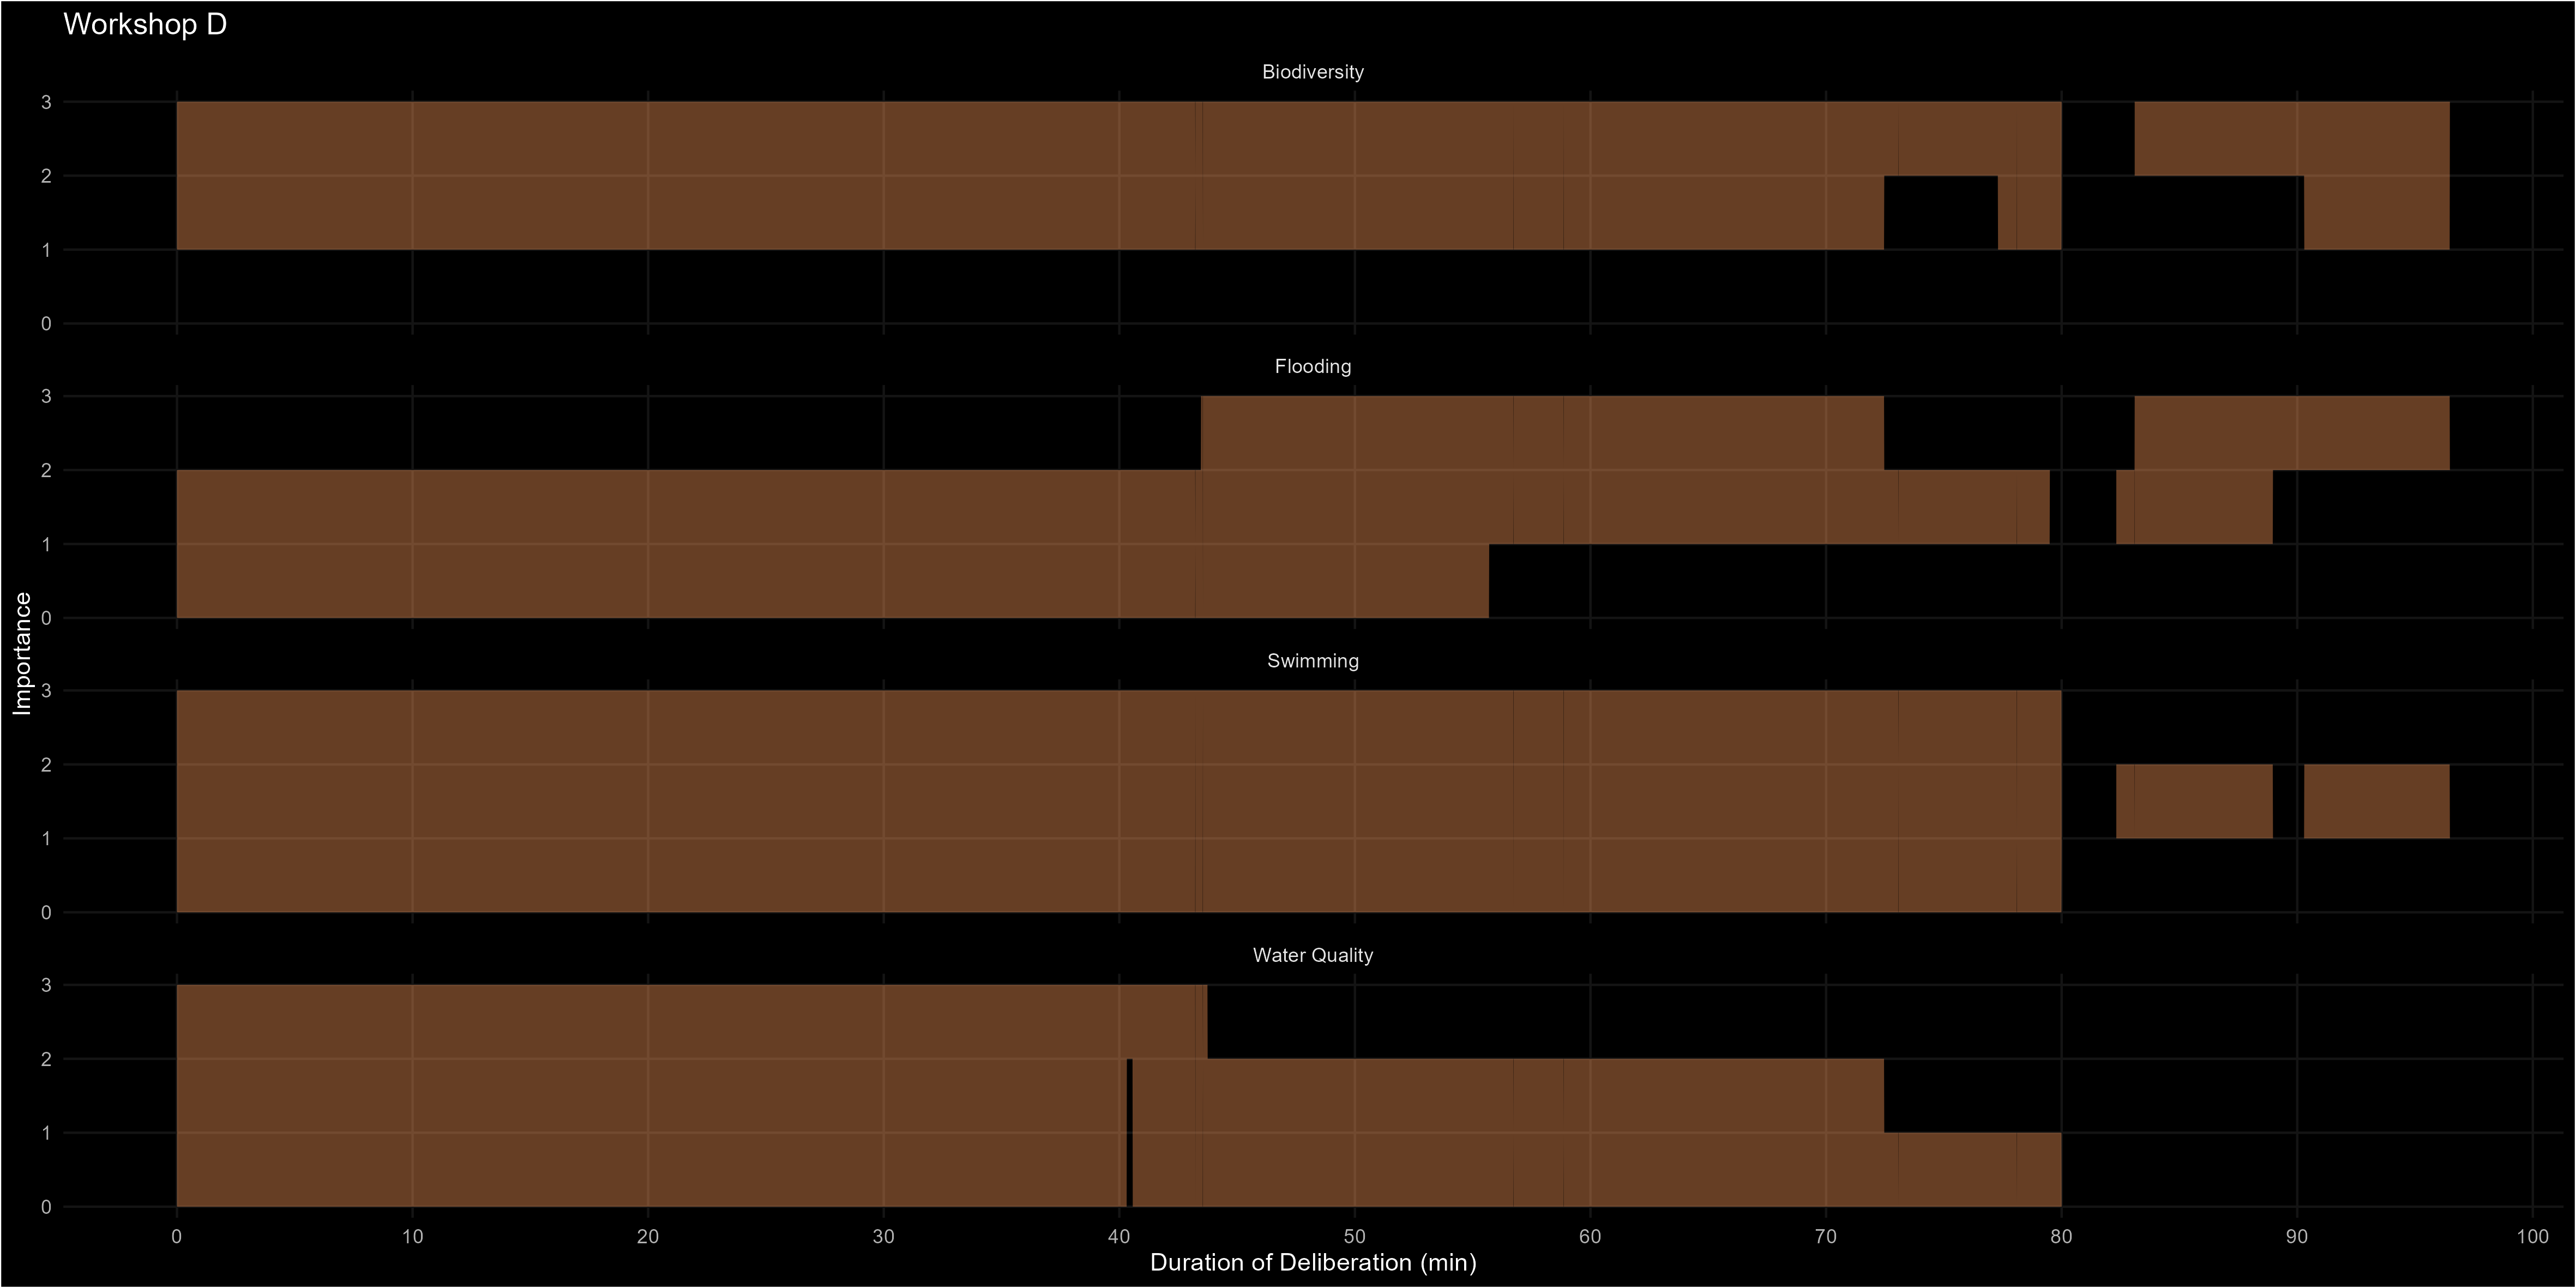 Workshop D
Biodiversity
3
2
1
0
Flooding
3
2
1
0
Importance
Swimming
3
2
1
0
Water Quality
3
2
1
0
0 10 20 30 40 50 60 70 80 90 100
Duration of Deliberation (min)